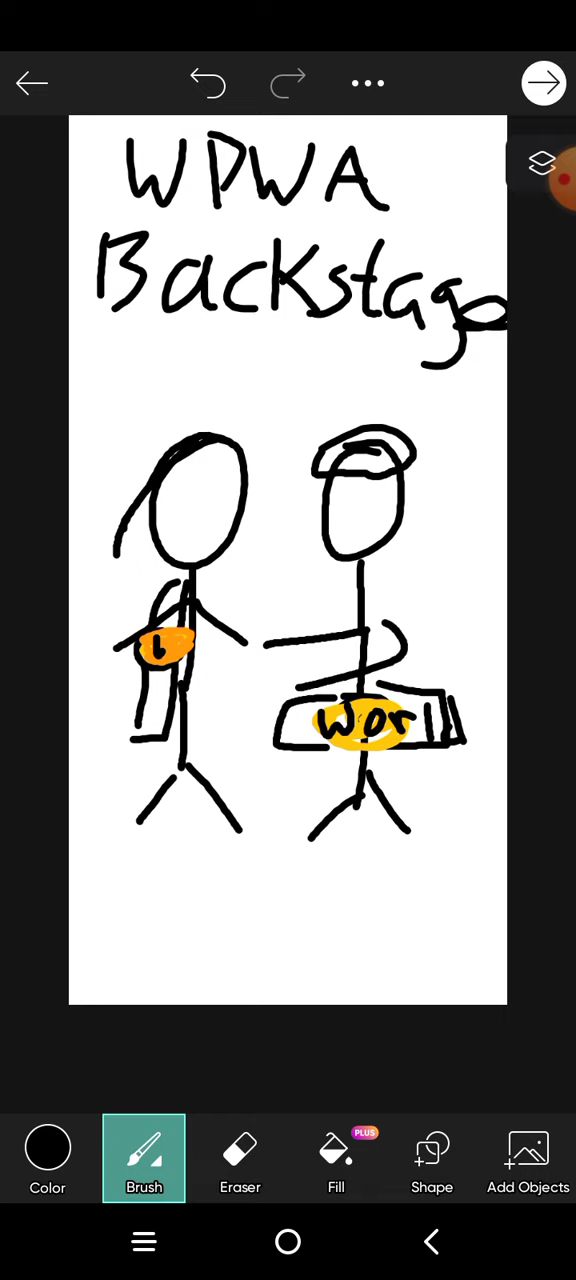 WPWA
Backstage
Wor
PLUS
Color
Brush
Eraser
Fill
Shape
Add Objects